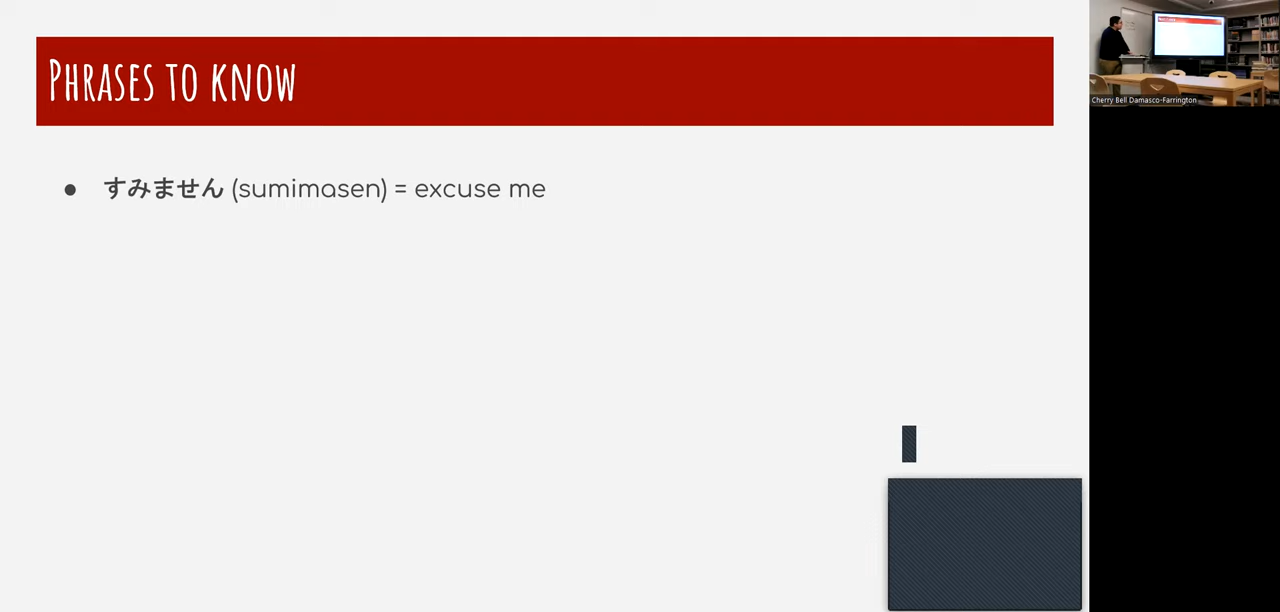 Phrases to know
● すみません (sumimasen) = excuse me
Cherry Bell Damasco-Farrington